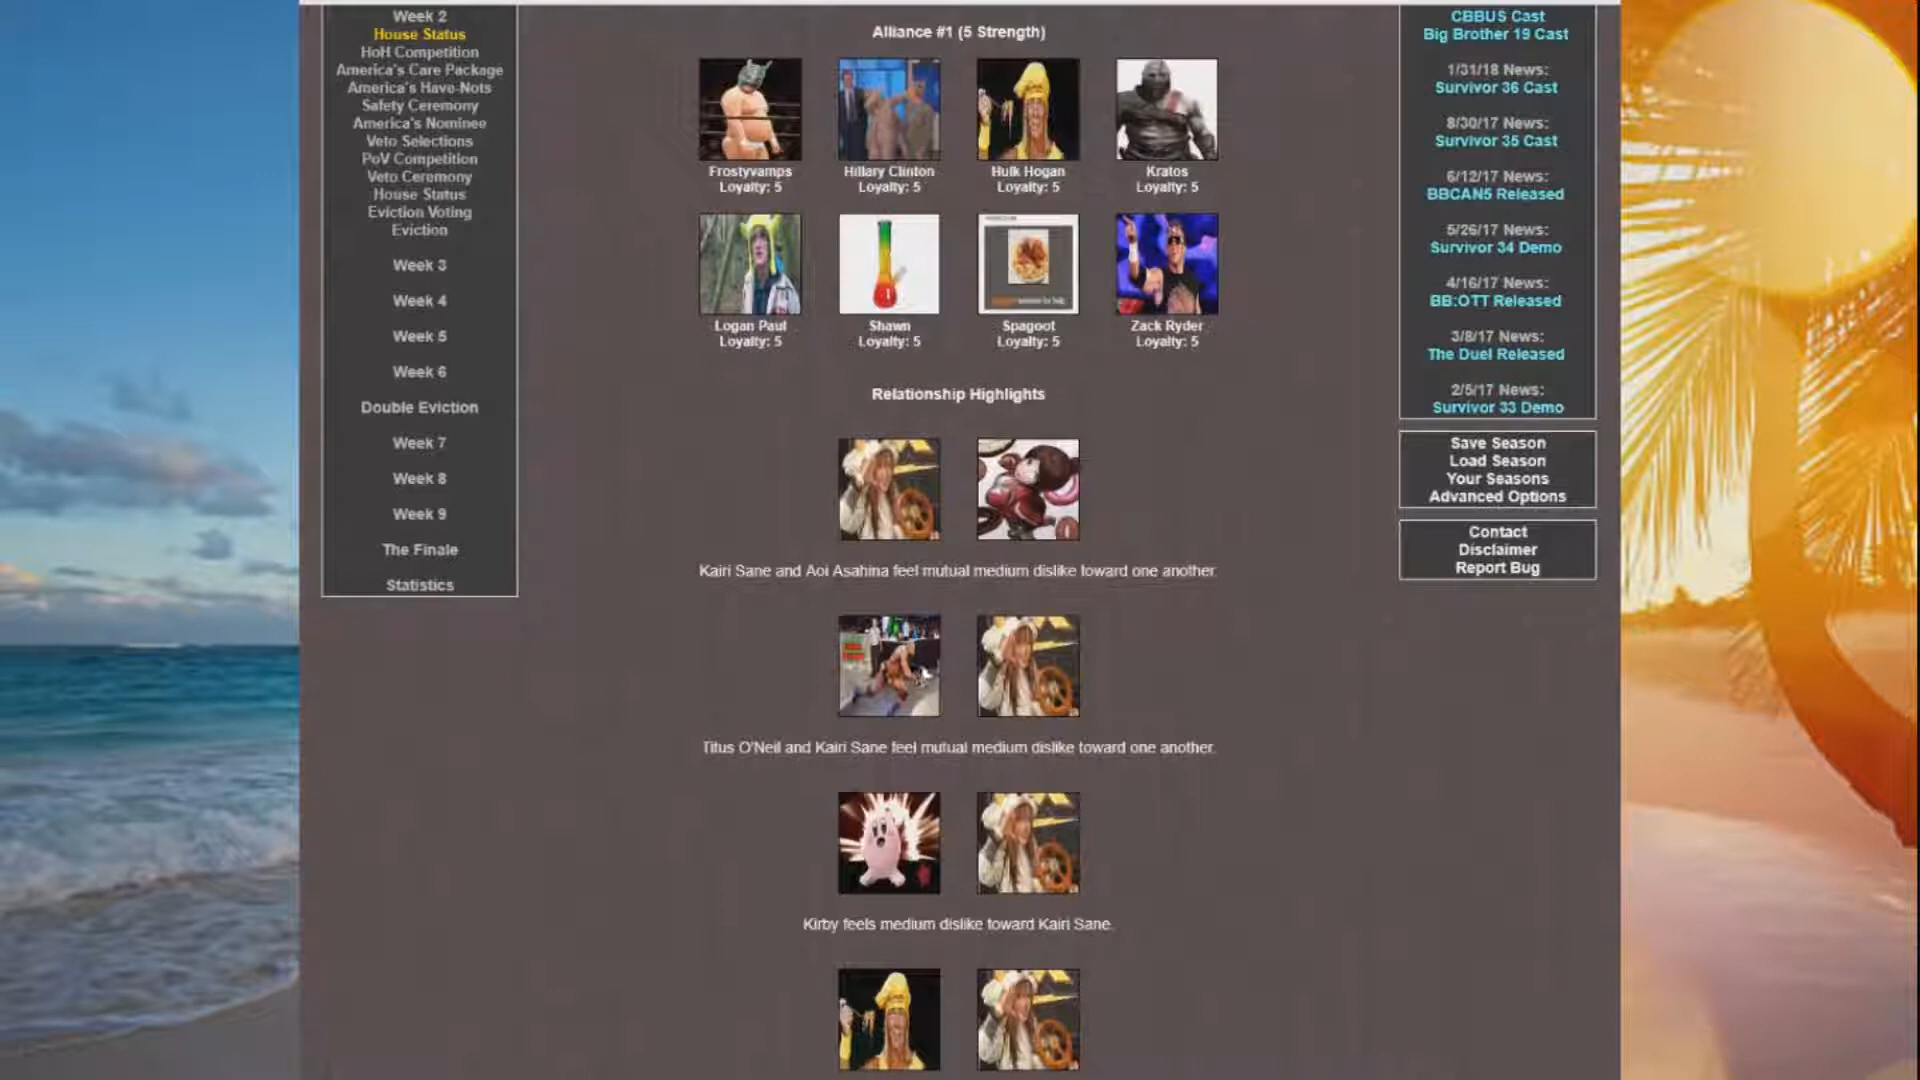 Week 2
House Status
HoH Competition
America's Care Package
America's Have-Nots
Safety Ceremony
America's Nominee
Veto Selections
PoV Competition
Veto Ceremony
House Status
Eviction Voting
Eviction
Week 3
Week 4
Week 5
Week 6
Double Eviction
Week 7
Week 8
Week 9
The Finale
Statistics
Alliance #1 (5 Strength)
Frostyvamps
Loyalty: 5
Hillary Clinton
Loyalty: 5
Hulk Hogan
Loyalty: 5
Kratos
Loyalty: 5
Logan Paul
Loyalty: 5
Shawn
Loyalty: 5
Spagoot
Loyalty: 5
Zack Ryder
Loyalty: 5
Relationship Highlights
Kairi Sane and Aoi Asahina feel mutual medium dislike toward one another.
Titus O'Neil and Kairi Sane feel mutual medium dislike toward one another.
Kirby feels medium dislike toward Kairi Sane.
CBBUS Cast
Big Brother 19 Cast
1/31/18 News:
Survivor 36 Cast
8/30/17 News:
Survivor 35 Cast
6/12/17 News:
BBCAN5 Released
5/26/17 News:
Survivor 34 Demo
4/16/17 News:
BB:OTT Released
3/8/17 News:
The Duel Released
2/5/17 News:
Survivor 33 Demo
Save Season
Load Season
Your Seasons
Advanced Options
Contact
Disclaimer
Report Bug